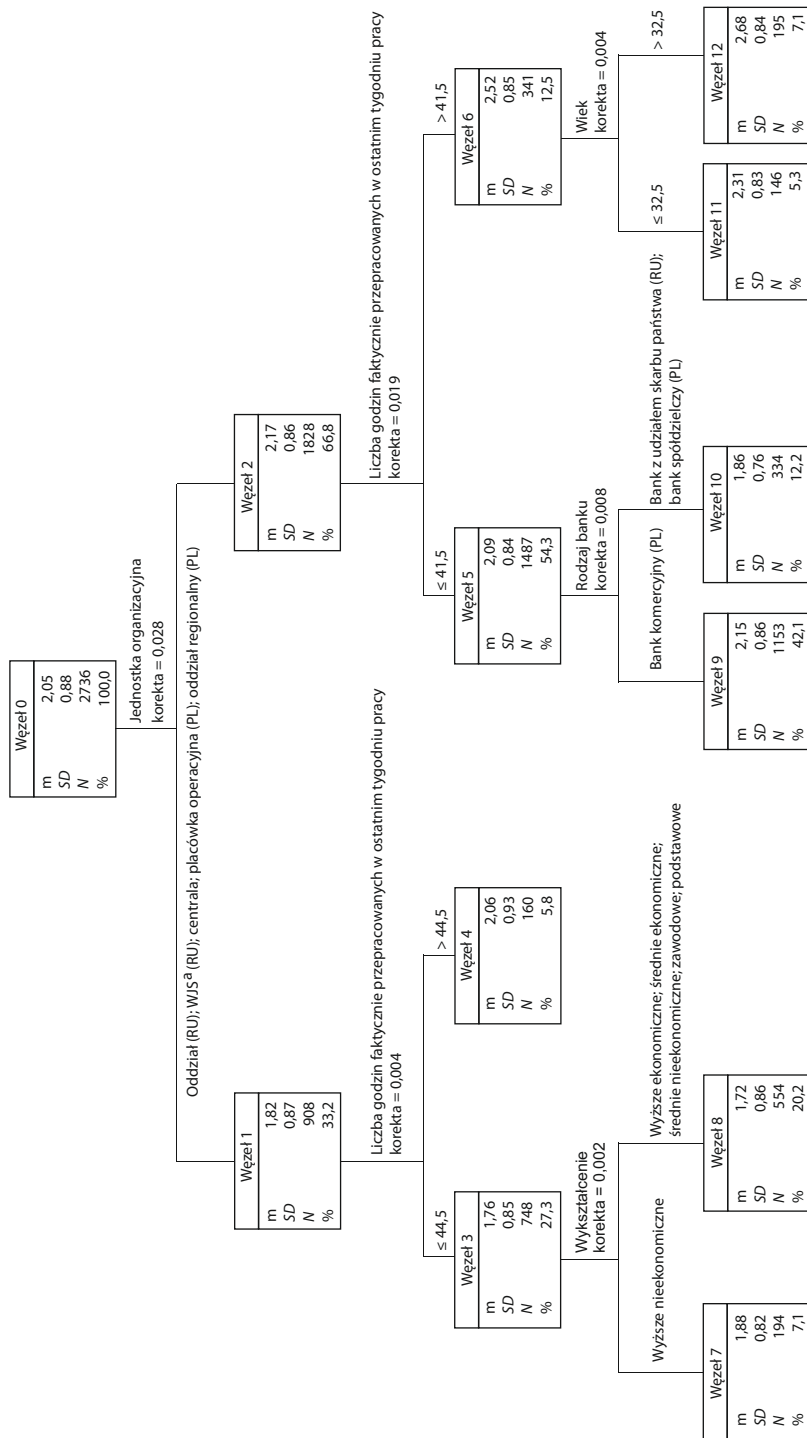 Węzeł 0
m 2,05
SD 0,88
N 2736
% 100,0
Jednostka organizacyjna
korekta = 0,028
Oddział (RU); WJSa (RU); centrala; placówka operacyjna (PL); oddział regionalny (PL)
Węzeł 1
m 1,82
SD 0,87
N 908
% 33,2
Węzeł 2
m 2,17
SD 0,86
N 1828
% 66,8
Liczba godzin faktycznie przepracowanych w ostatnim tygodniu pracy
korekta = 0,004
Liczba godzin faktycznie przepracowanych w ostatnim tygodniu pracy
korekta = 0,019
≤ 44,5
> 44,5
≤ 41,5
> 41,5
Węzeł 3
m 1,76
SD 0,85
N 748
% 27,3
Węzeł 4
m 2,06
SD 0,93
N 160
% 5,8
Węzeł 5
m 2,09
SD 0,84
N 1487
% 54,3
Węzeł 6
m 2,52
SD 0,85
N 341
% 12,5
Wykształcenie
korekta = 0,002
Rodzaj banku
korekta = 0,008
Wiek
korekta = 0,004
Wyższe nieekonomiczne
Wyższe ekonomiczne; średnie ekonomiczne;
średnie nieekonomiczne; zawodowe; podstawowe
Bank komercyjny (PL)
Bank z udziałem skarbu państwa (RU);
bank spółdzielczy (PL)
≤ 32,5
> 32,5
Węzeł 7
m 1,88
SD 0,82
N 194
% 7,1
Węzeł 8
m 1,72
SD 0,86
N 554
% 20,2
Węzeł 9
m 2,15
SD 0,86
N 1153
% 42,1
Węzeł 10
m 1,86
SD 0,76
N 334
% 12,2
Węzeł 11
m 2,31
SD 0,83
N 146
% 5,3
Węzeł 12
m 2,68
SD 0,84
N 195
% 7,1